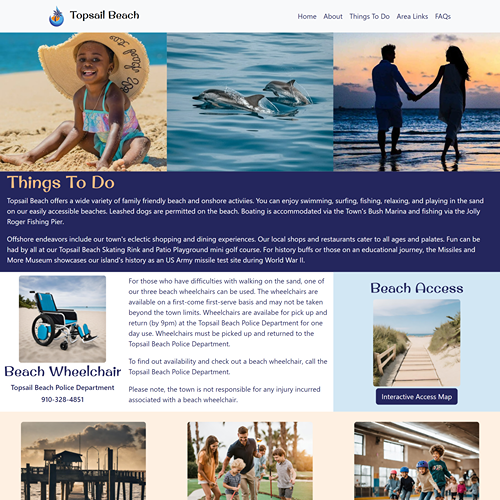 Topsail Beach
Home About Things To Do Area Links FAQs
Things To Do
Topsail Beach offers a wide variety of family friendly beach and onshore activiies. You can enjoy swimming, surfing, fishing, relaxing, and playing in the sand
on our easily accessible beaches. Leashed dogs are permitted on the beach. Boating is accommodated via the Town's Bush Marina and fishing via the Jolly
Roger Fishing Pier.
Offshore endeavors include our town's eclectic shopping and dining experiences. Our local shops and restaurants cater to all ages and palates. Fun can be
had by all at our Topsail Beach Skating Rink and Patio Playground mini golf course. For history buffs or those on an educational journey, the Missiles and
More Museum showcases our island's history as an US Army missile test site during World War II.
Beach Wheelchair
Topsail Beach Police Department
910-328-4851
For those who have difficulties with walking on the sand, one of
our three beach wheelchairs can be used. The wheelchairs are
available on a first-come first-serve basis and may not be taken
beyond the town limits. Wheelchairs are availabe for pick up and
return (by 9pm) at the Topsail Beach Police Department for one
day use. Wheelchairs must be picked up and returned to the
Topsail Beach Police Department.
To find out availability and check out a beach wheelchair, call the
Topsail Beach Police Department.
Please note, the town is not responsible for any injury incurred
associated with a beach wheelchair.
Beach Access
Interactive Access Map